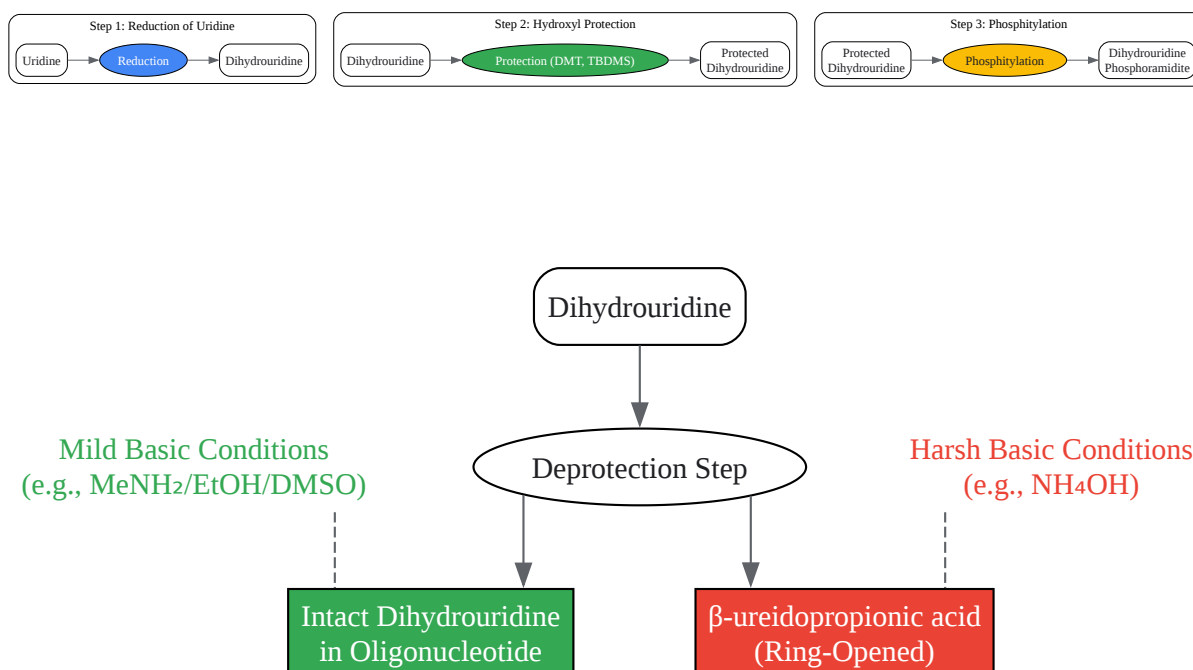 Step 1: Reduction of Uridine
Uridine
Reduction
Dihydrouridine
Step 2: Hydroxyl Protection
Dihydrouridine
Protection (DMT, TBDMS)
Protected
Dihydrouridine
Step 3: Phosphitylation
Protected
Dihydrouridine
Phosphitylation
Dihydrouridine
Phosphoramidite
Dihydrouridine
Deprotection Step
Mild Basic Conditions
(e.g., MeNH₂/EtOH/DMSO)
Harsh Basic Conditions
(e.g., NH₄OH)
Intact Dihydrouridine
in Oligonucleotide
β-ureidopropionic acid
(Ring-Opened)